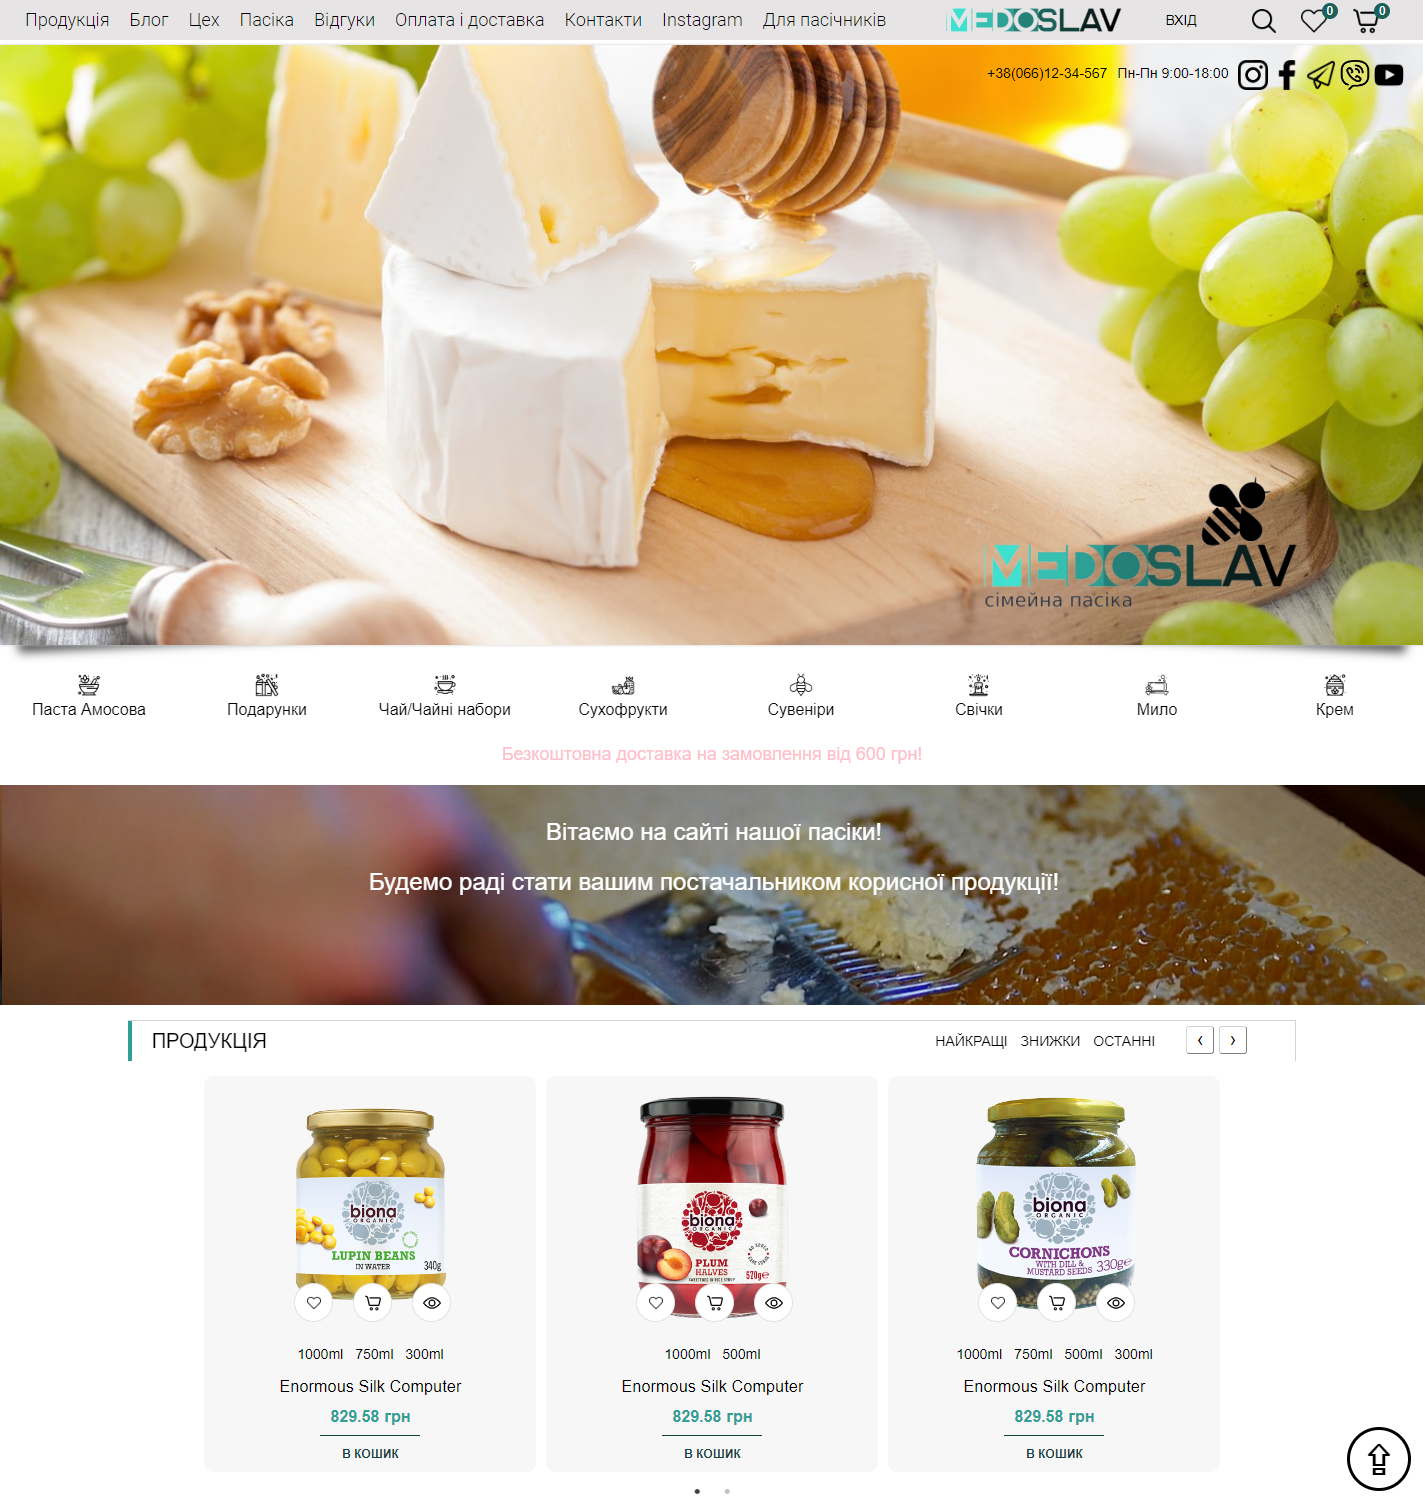 Продукція Блог Цех Пасіка Відгуки Оплата і доставка Контакти Instagram Для пасічників MEDOSLAV ВХІД 0 0
+38(066)12-34-567 Пн-Пн 9:00-18:00
MEDOSLAV
сімейна пасіка
Паста Амосова Подарунки Чай/Чайні набори Сухофрукти Сувеніри Свічки Мило Крем
Безкоштовна доставка на замовлення від 600 грн!
Вітаємо на сайті нашої пасіки!
Будемо раді стати вашим постачальником корисної продукції!
ПРОДУКЦІЯ НАЙКРАЩІ ЗНИЖКИ ОСТАННІ ‹ ›
biona
ORGANIC
LUPIN BEANS
IN WATER 340g
biona
ORGANIC
PLUM
HALVES
SWEETENED IN RICE SYRUP
570g℮
biona
ORGANIC
CORNICHONS
WITH DILL &
MUSTARD SEEDS 330g℮
1000ml 750ml 300ml
Enormous Silk Computer
829.58 грн
В КОШИК
1000ml 500ml
Enormous Silk Computer
829.58 грн
В КОШИК
1000ml 750ml 500ml 300ml
Enormous Silk Computer
829.58 грн
В КОШИК